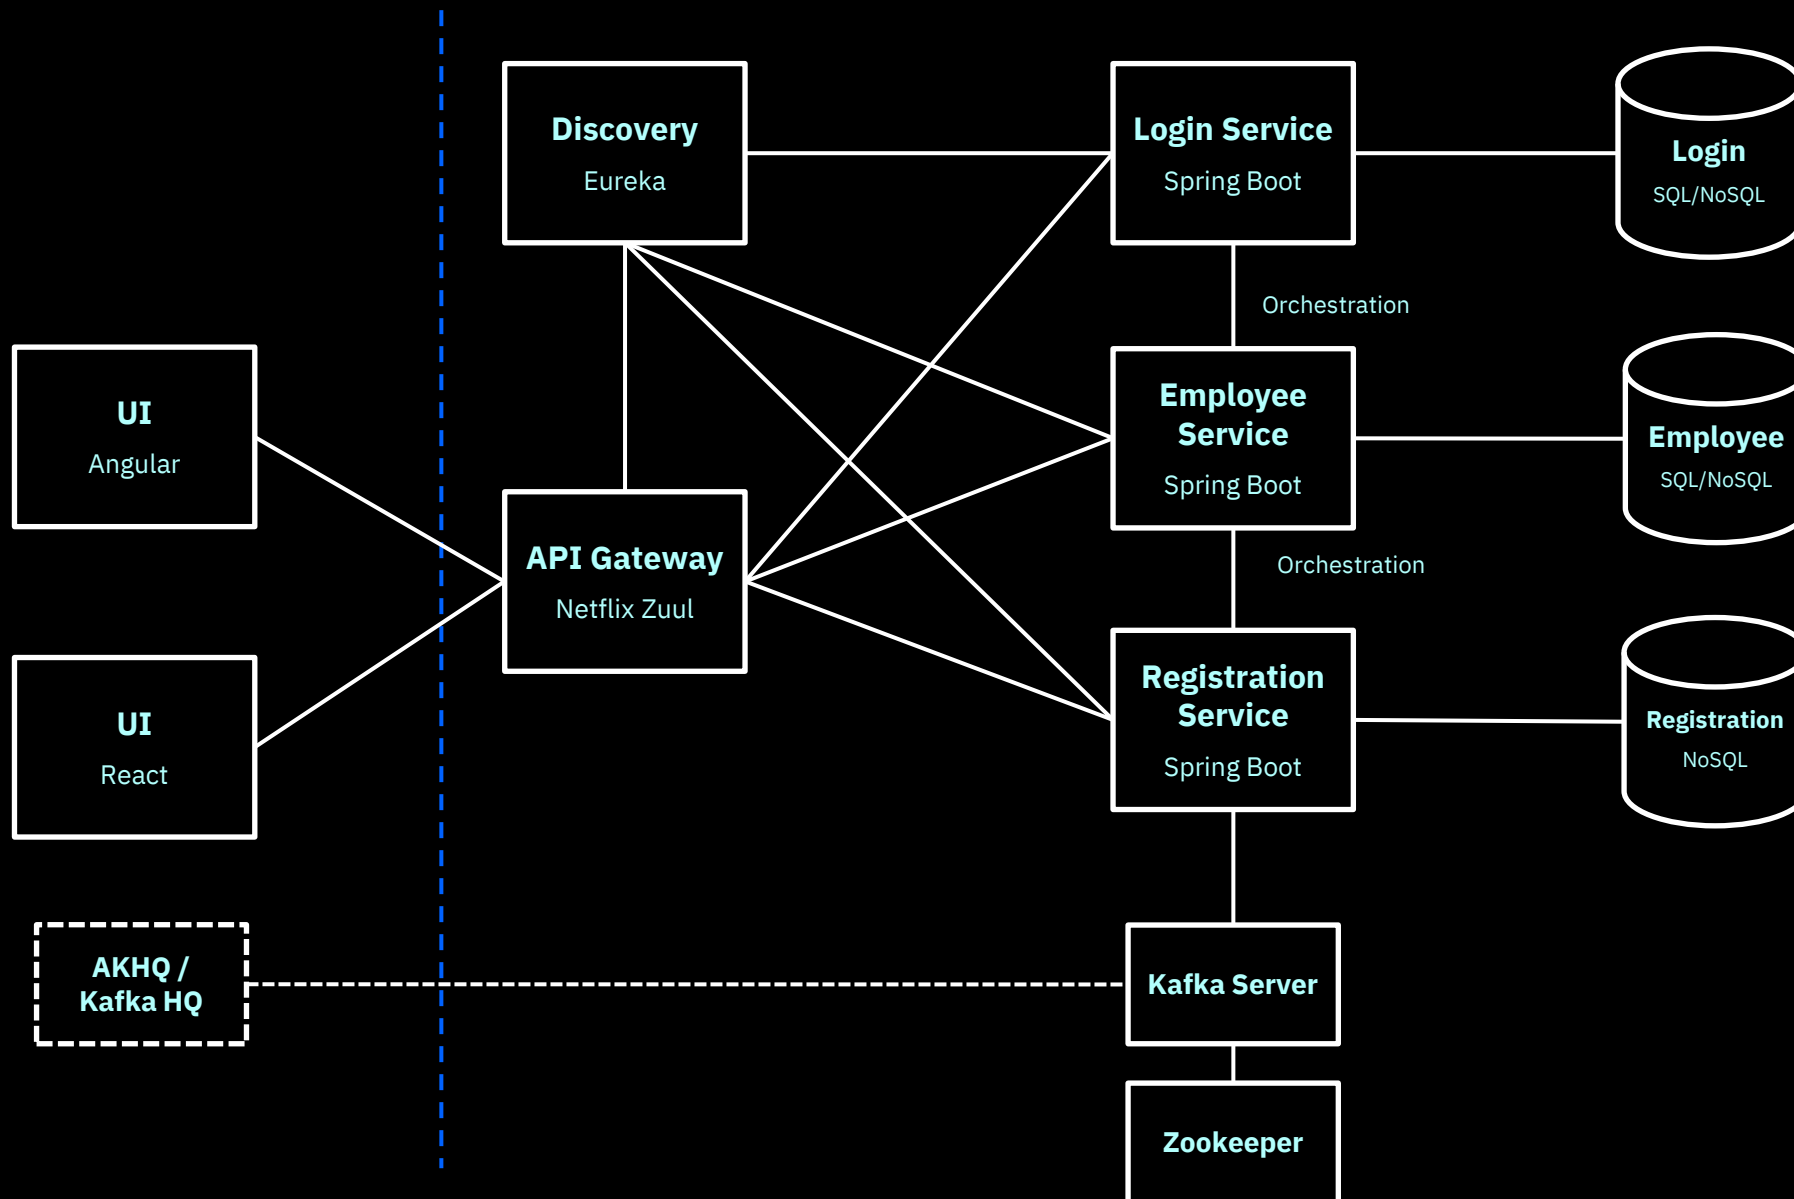 Discovery
Eureka
Login Service
Spring Boot
Login
SQL/NoSQL
Orchestration
UI
Angular
Employee
Service
Spring Boot
Employee
SQL/NoSQL
API Gateway
Netflix Zuul
Orchestration
UI
React
Registration
Service
Spring Boot
Registration
NoSQL
AKHQ /
Kafka HQ
Kafka Server
Zookeeper